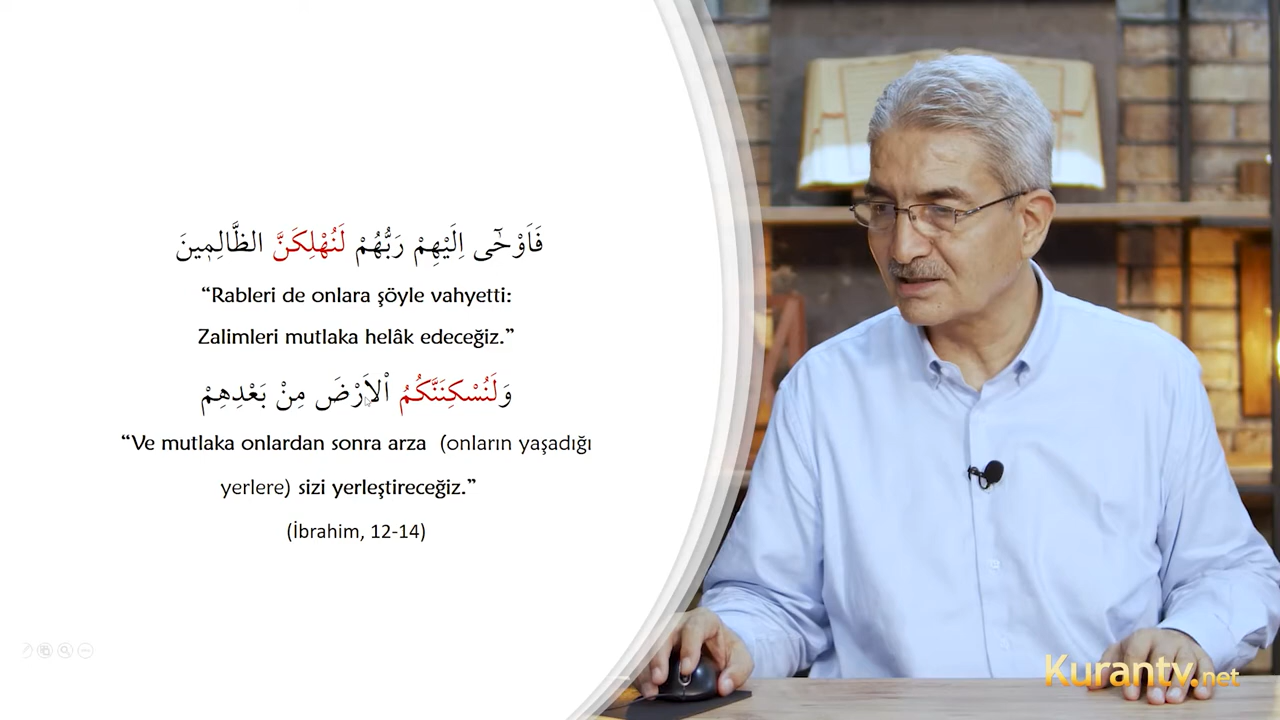 فَاَوْحٰٓى اِلَيْهِمْ رَبُّهُمْ لَنُهْلِكَنَّ الظَّالِم۪ينَ
“Rableri de onlara şöyle vahyetti:
Zalimleri mutlaka helâk edeceğiz.”
وَلَنُسْكِنَنَّكُمُ الْاَرْضَ مِنْ بَعْدِهِمْ
“Ve mutlaka onlardan sonra arza (onların yaşadığı
yerlere) sizi yerleştireceğiz.”
(İbrahim, 12-14)
Kurantv.net